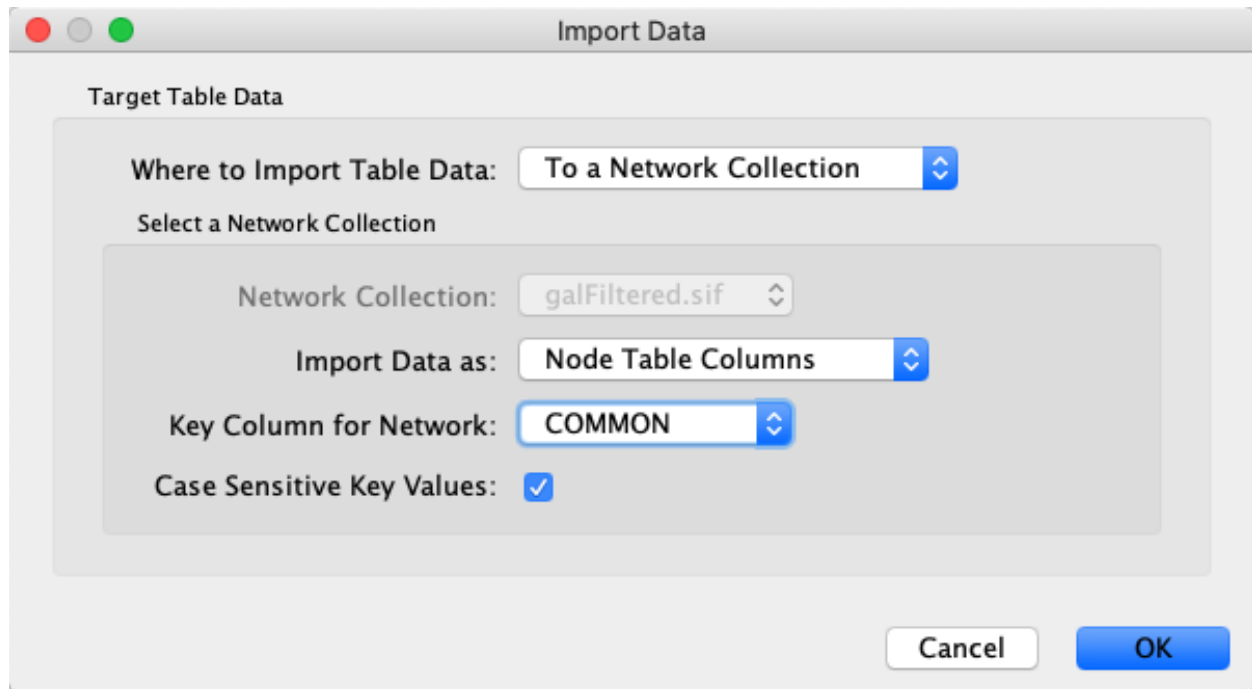 Import Data
Target Table Data
Where to Import Table Data: To a Network Collection
Select a Network Collection
Network Collection: galFiltered.sif
Import Data as: Node Table Columns
Key Column for Network: COMMON
Case Sensitive Key Values:
Cancel OK